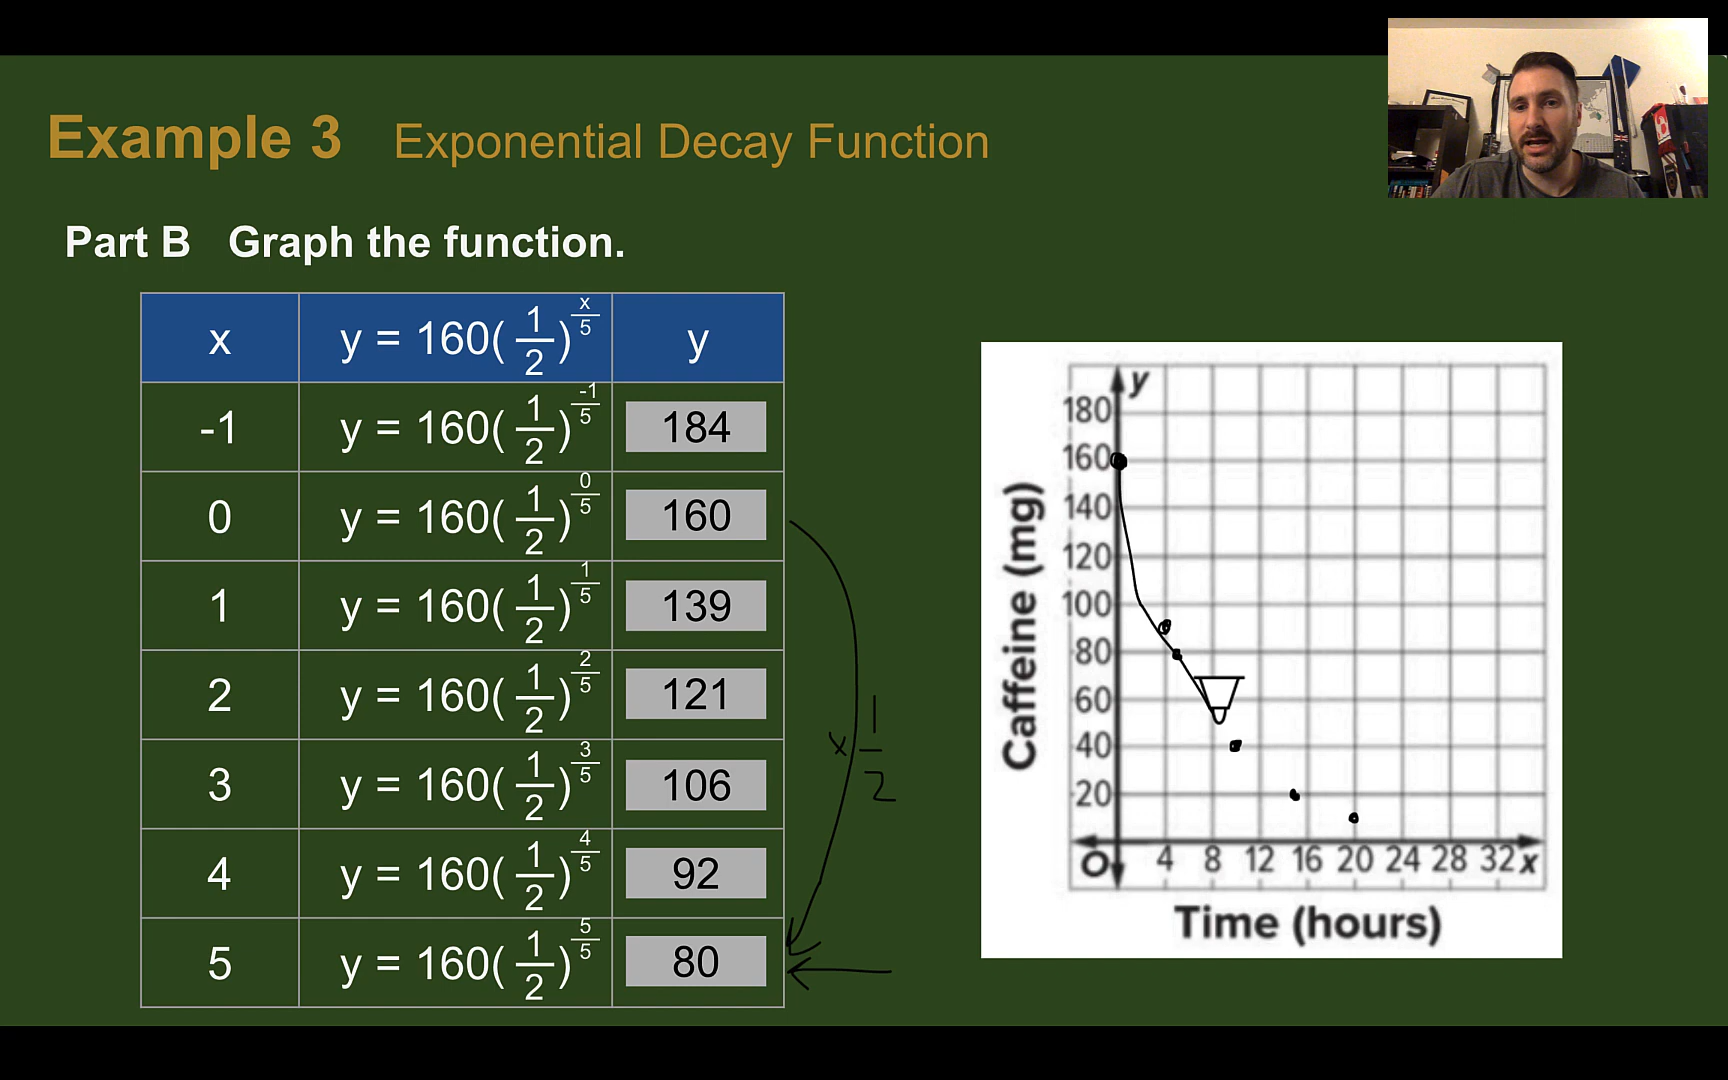 Example 3 Exponential Decay Function
Part B Graph the function.
x y = 160(1/2)^(x/5) y
-1 y = 160(1/2)^(-1/5) 184
0 y = 160(1/2)^(0/5) 160
1 y = 160(1/2)^(1/5) 139
2 y = 160(1/2)^(2/5) 121
3 y = 160(1/2)^(3/5) 106
4 y = 160(1/2)^(4/5) 92
5 y = 160(1/2)^(5/5) 80
x 1/2
y
180
160
140
120
100
80
60
40
20
O 4 8 12 16 20 24 28 32 x
Caffeine (mg)
Time (hours)